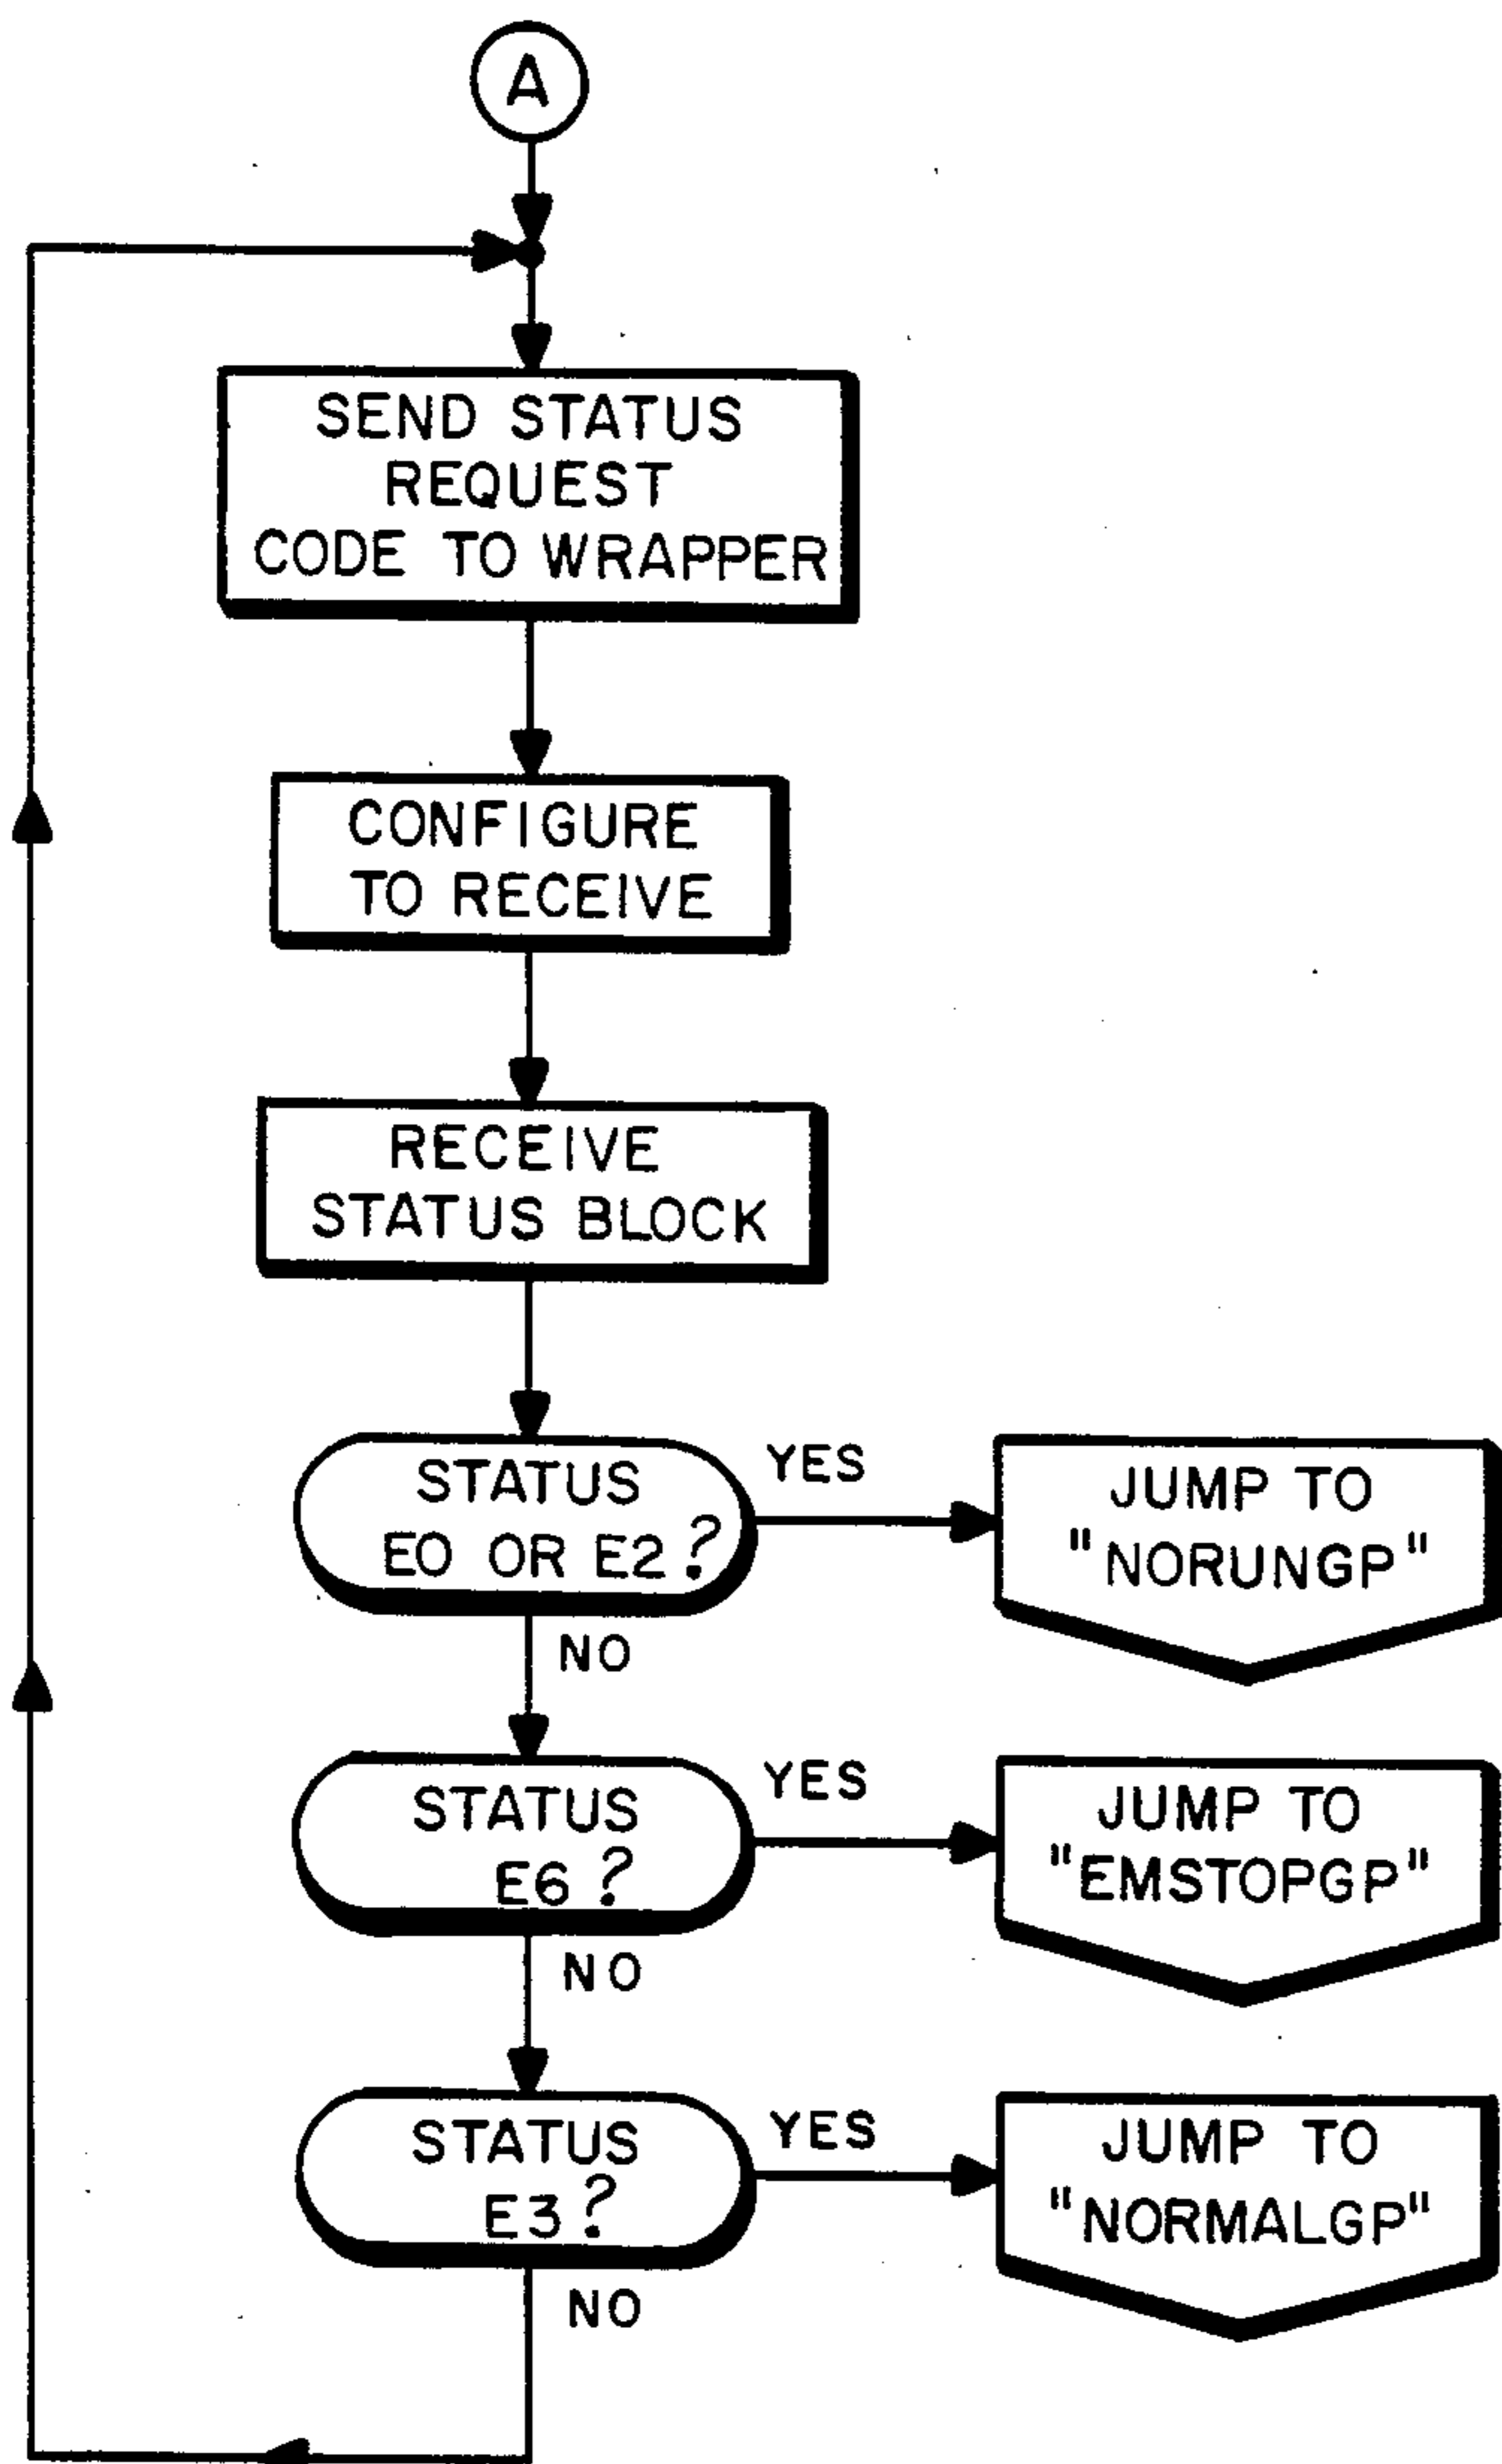 A
SEND STATUS
REQUEST
CODE TO WRAPPER
CONFIGURE
TO RECEIVE
RECEIVE
STATUS BLOCK
STATUS
E0 OR E2?
YES
JUMP TO
"NORUNGP"
NO
STATUS
E6?
YES
JUMP TO
"EMSTOPGP"
NO
STATUS
E3?
YES
JUMP TO
"NORMALGP"
NO